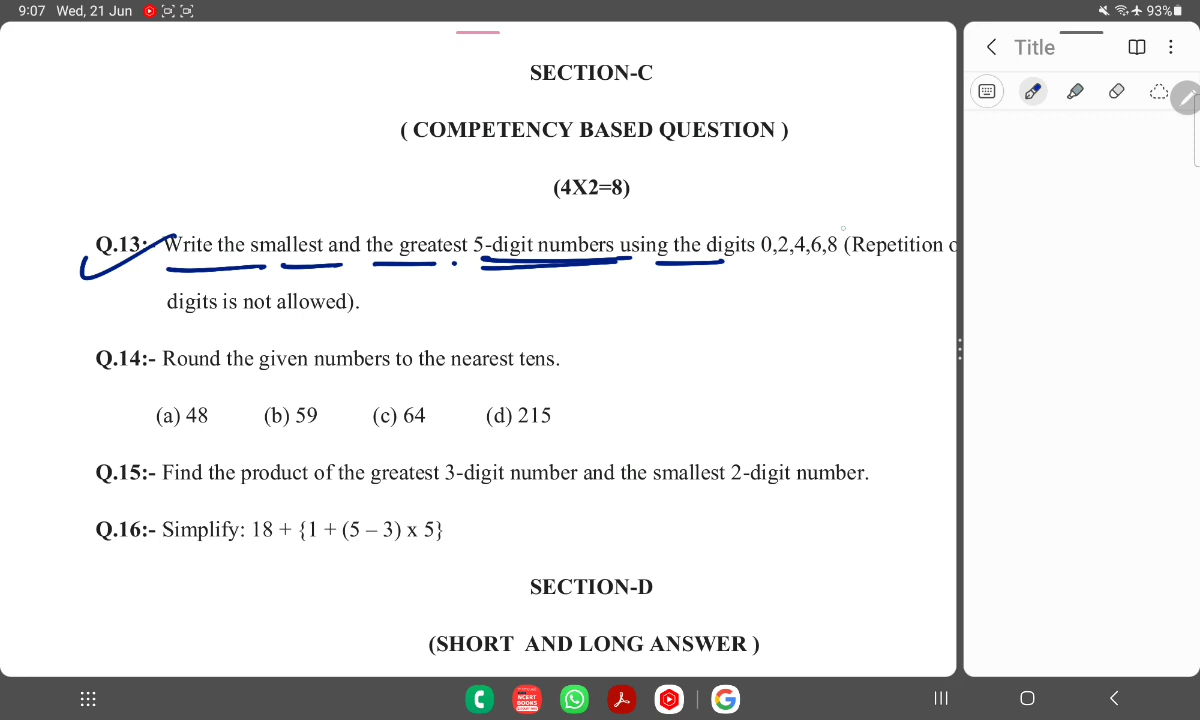 9:07 Wed, 21 Jun
93%
SECTION-C
( COMPETENCY BASED QUESTION )
(4X2=8)
Q.13:- Write the smallest and the greatest 5-digit numbers using the digits 0,2,4,6,8 (Repetition o
digits is not allowed).
Q.14:- Round the given numbers to the nearest tens.
(a) 48 (b) 59 (c) 64 (d) 215
Q.15:- Find the product of the greatest 3-digit number and the smallest 2-digit number.
Q.16:- Simplify: 18 + {1 + (5 – 3) x 5}
SECTION-D
(SHORT AND LONG ANSWER )
Title
NCERT
BOOKS